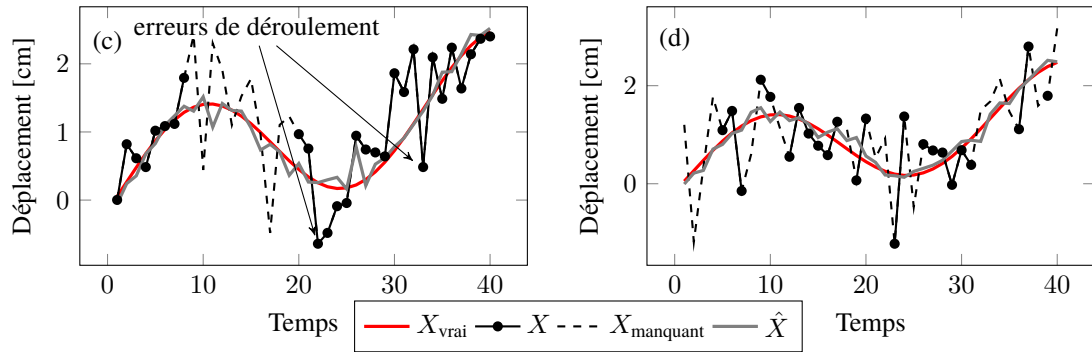 (c)
erreurs de déroulement
Déplacement [cm]
2
1
0
0 10 20 30 40
Temps
(d)
Déplacement [cm]
2
0
0 10 20 30 40
Temps
X_vrai X X_manquant X̂